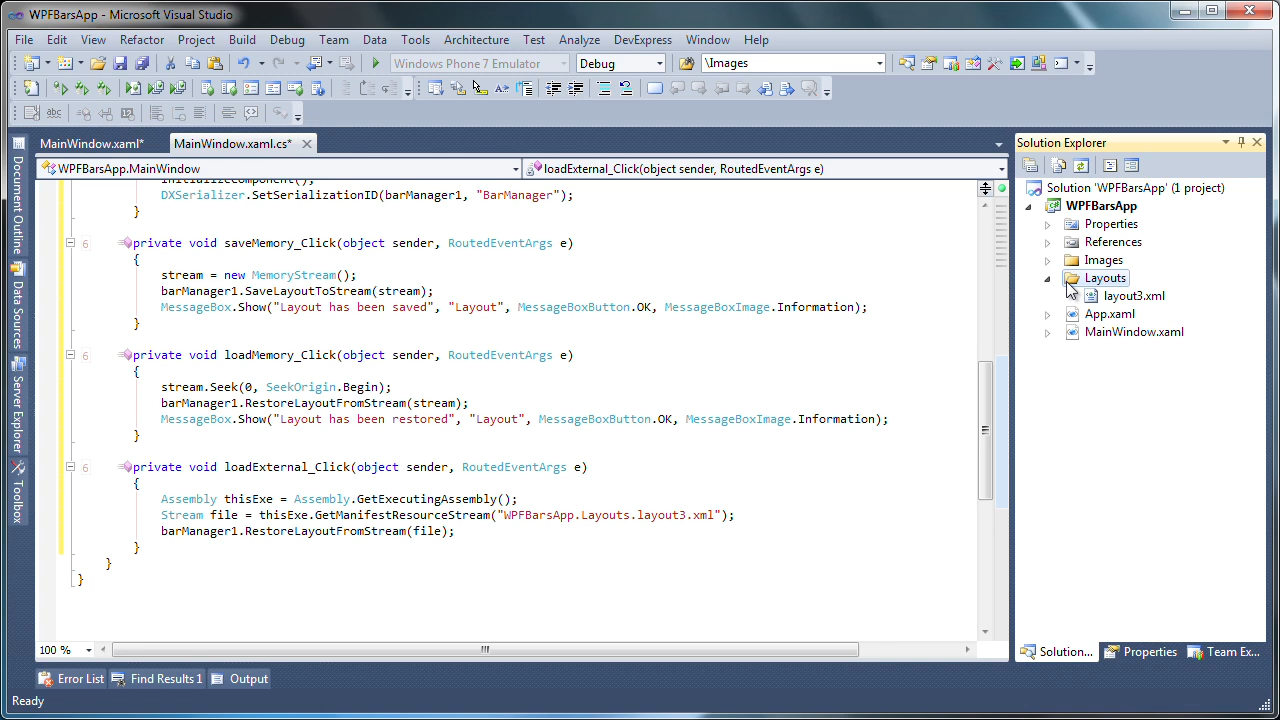 WPFBarsApp - Microsoft Visual Studio
File Edit View Refactor Project Build Debug Team Data Tools Architecture Test Analyze DevExpress Window Help
Windows Phone 7 Emulator Debug \Images
MainWindow.xaml* MainWindow.xaml.cs*
WPFBarsApp.MainWindow loadExternal_Click(object sender, RoutedEventArgs e)
InitializeComponent();
DXSerializer.SetSerializationID(barManager1, "BarManager");
}
6 private void saveMemory_Click(object sender, RoutedEventArgs e)
{
stream = new MemoryStream();
barManager1.SaveLayoutToStream(stream);
MessageBox.Show("Layout has been saved", "Layout", MessageBoxButton.OK, MessageBoxImage.Information);
}
6 private void loadMemory_Click(object sender, RoutedEventArgs e)
{
stream.Seek(0, SeekOrigin.Begin);
barManager1.RestoreLayoutFromStream(stream);
MessageBox.Show("Layout has been restored", "Layout", MessageBoxButton.OK, MessageBoxImage.Information);
}
6 private void loadExternal_Click(object sender, RoutedEventArgs e)
{
Assembly thisExe = Assembly.GetExecutingAssembly();
Stream file = thisExe.GetManifestResourceStream("WPFBarsApp.Layouts.layout3.xml");
barManager1.RestoreLayoutFromStream(file);
}
}
}
100 %
Document Outline
Data Sources
Server Explorer
Toolbox
Solution Explorer
Solution 'WPFBarsApp' (1 project)
WPFBarsApp
Properties
References
Images
Layouts
layout3.xml
App.xaml
MainWindow.xaml
Solution... Properties Team Ex...
Error List Find Results 1 Output
Ready